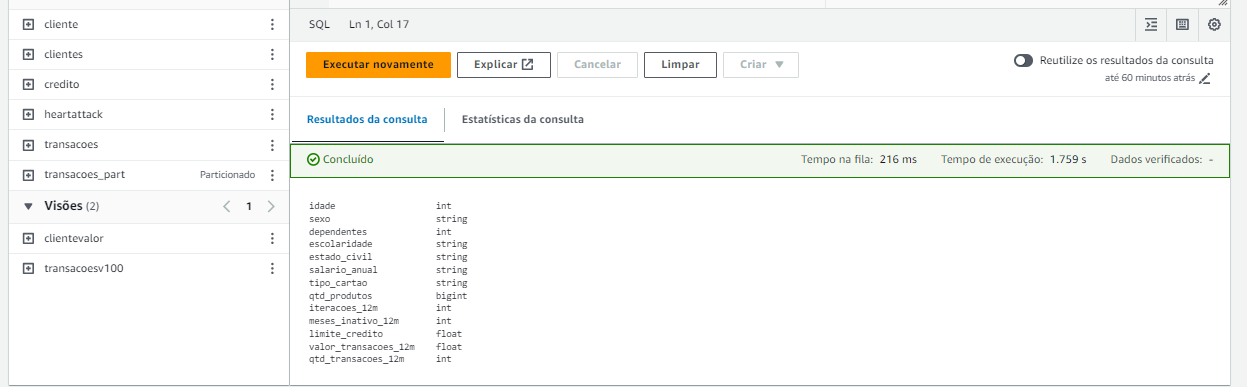 cliente
clientes
credito
heartattack
transacoes
transacoes_part Particionado
Visões (2) 1
clientevalor
transacoesv100
SQL Ln 1, Col 17
Executar novamente Explicar Cancelar Limpar Criar
Reutilize os resultados da consulta
até 60 minutos atrás
Resultados da consulta Estatísticas da consulta
Concluído Tempo na fila: 216 ms Tempo de execução: 1.759 s Dados verificados: -
idade int
sexo string
dependentes int
escolaridade string
estado_civil string
salario_anual string
tipo_cartao string
qtd_produtos bigint
iteracoes_12m int
meses_inativo_12m int
limite_credito float
valor_transacoes_12m float
qtd_transacoes_12m int